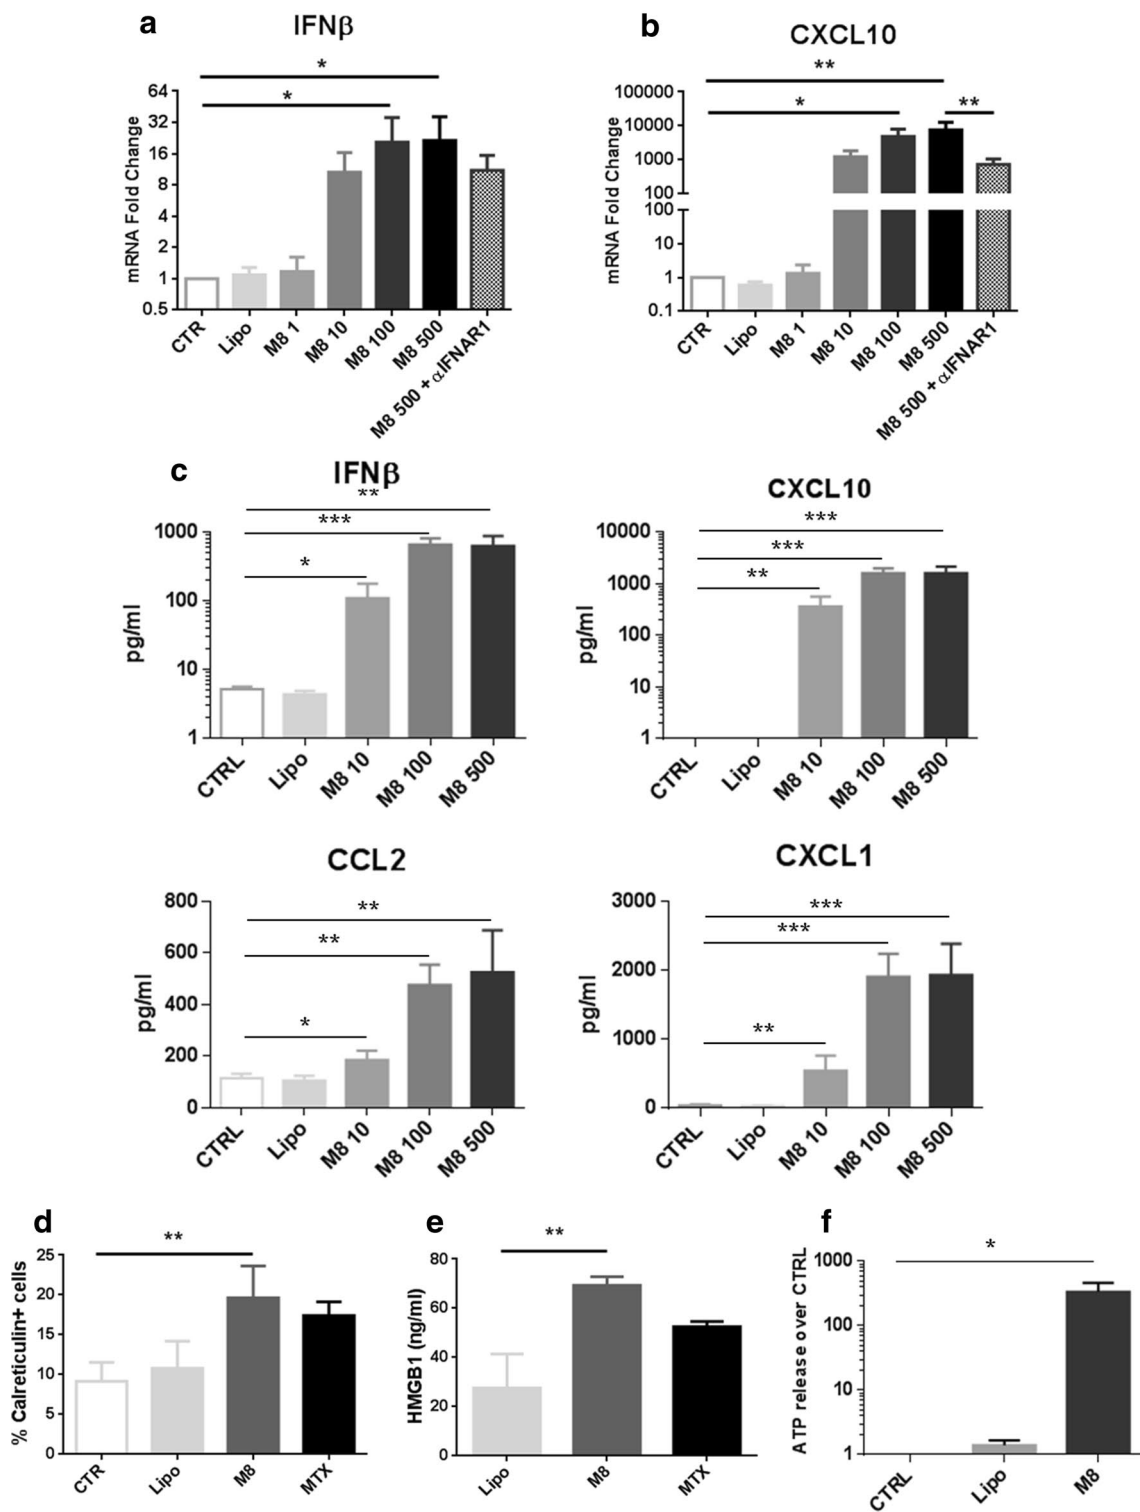 a
IFNβ
*
*
mRNA Fold Change
64
32
16
8
4
2
1
0.5
CTR
Lipo
M8 1
M8 10
M8 100
M8 500
M8 500 + αIFNAR1
b
CXCL10
**
*
**
mRNA Fold Change
100000
10000
1000
100
100
10
1
0.1
CTR
Lipo
M8 1
M8 10
M8 100
M8 500
M8 500 + αIFNAR1
c
IFNβ
**
***
*
pg/ml
1000
100
10
1
CTRL
Lipo
M8 10
M8 100
M8 500
CXCL10
***
***
**
pg/ml
10000
1000
100
10
1
CTRL
Lipo
M8 10
M8 100
M8 500
CCL2
**
**
*
pg/ml
800
600
400
200
0
CTRL
Lipo
M8 10
M8 100
M8 500
CXCL1
***
***
**
pg/ml
3000
2000
1000
0
CTRL
Lipo
M8 10
M8 100
M8 500
d
**
% Calreticulin+ cells
25
20
15
10
5
0
CTR
Lipo
M8
MTX
e
**
HMGB1 (ng/ml)
80
60
40
20
0
Lipo
M8
MTX
f
*
ATP release over CTRL
1000
100
10
1
CTRL
Lipo
M8